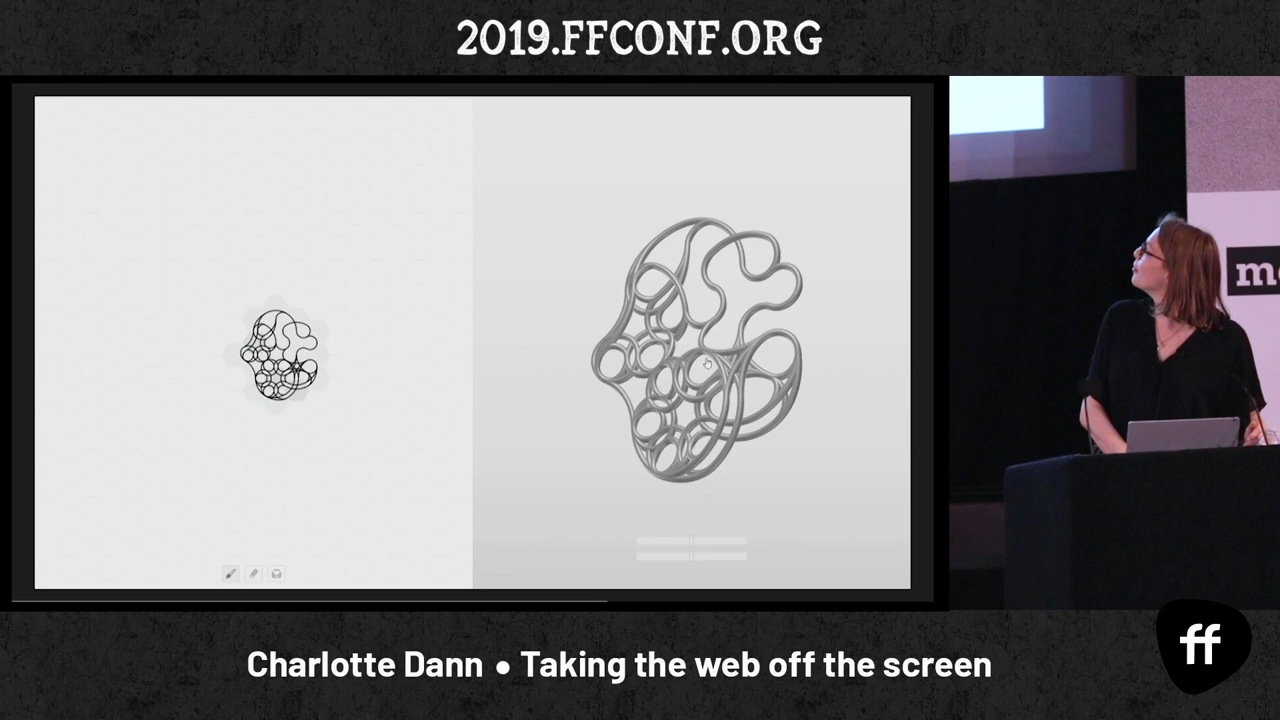 2019.FFCONF.ORG
m
Charlotte Dann • Taking the web off the screen
ff